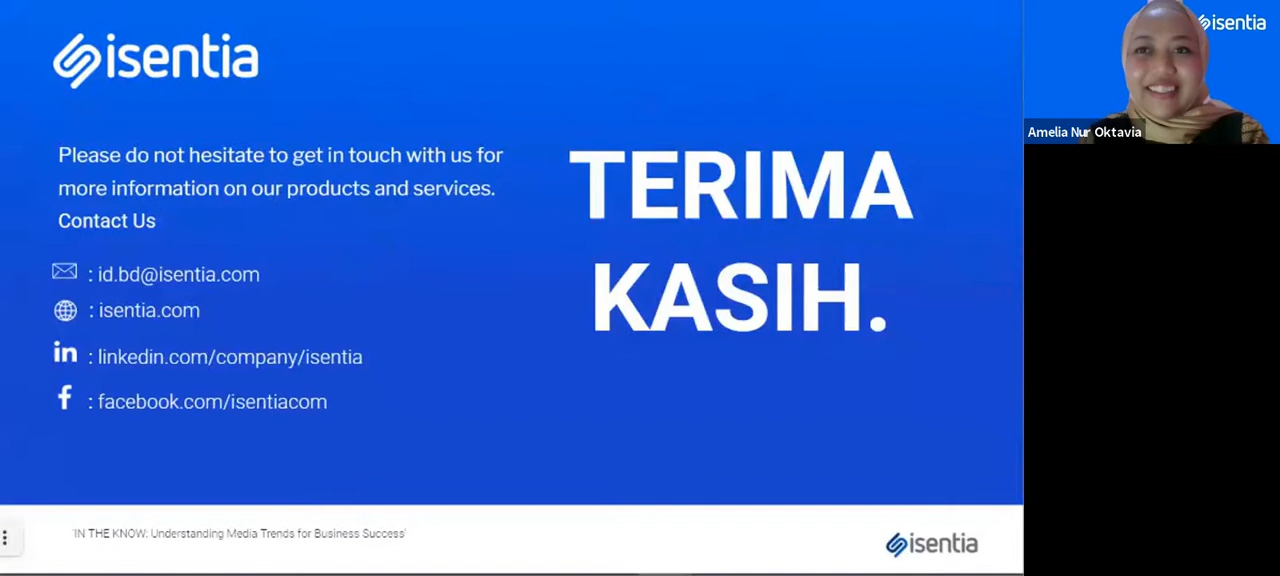 isentia
Please do not hesitate to get in touch with us for
more information on our products and services.
Contact Us
: id.bd@isentia.com
: isentia.com
in : linkedin.com/company/isentia
f : facebook.com/isentiacom
TERIMA
KASIH.
'IN THE KNOW: Understanding Media Trends for Business Success'
isentia
isentia
Amelia Nur Oktavia